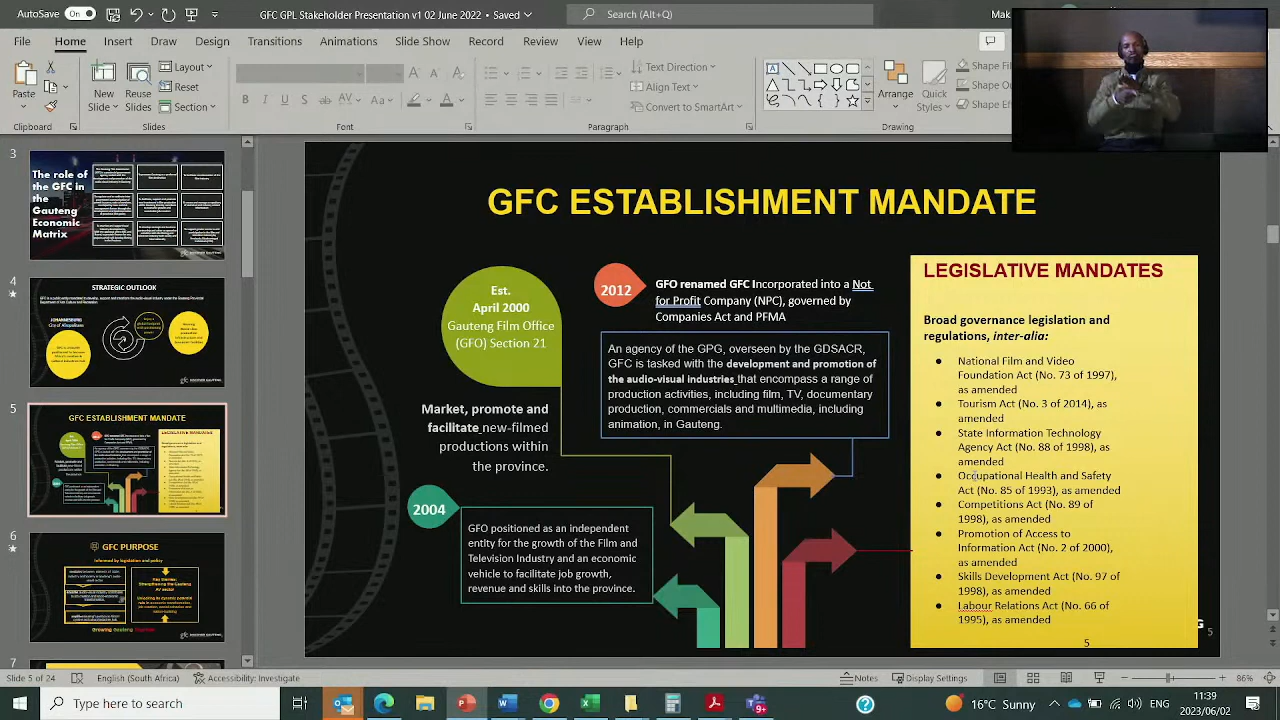 Slide5 GFC
Search (Alt+Q)
Home
Insert
Draw
Design
Transitions
Animations
Slide Show
Record
Review
View
Help
Paste
New Slide
Reuse Slides
Layout
Reset
Section
Text Direction
Align Text
Convert to SmartArt
Arrange
Quick Styles
Shape Fi
Clipboard
Slides
Font
Paragraph
Drawing
3
The role of the GFC in the Gauteng Economic Matrix
4
STRATEGIC OUTLOOK
5
GFC ESTABLISHMENT MANDATE
6
GFC PURPOSE
Informed by legislation and policy
7
GFC ESTABLISHMENT MANDATE
Est.
April 2000
Gauteng Film Office
(GFO) Section 21
Market, promote and
facilitate new-filmed
productions within
the province.
2012
GFO renamed GFC Incorporated into a Not
for Profit Company (NPC), governed by
Companies Act and PFMA
An agency of the GPG, overseen by the GDSACR,
GFC is tasked with the development and promotion of
the audio-visual industries that encompass a range of
production activities, including film, TV, documentary
production, commercials and multimedia, including
animation, in Gauteng.
2004
GFO positioned as an independent
entity for the growth of the Film and
Television Industry and an economic
vehicle to facilitate job growth,
revenue and skills into the province.
LEGISLATIVE MANDATES
Broad governance legislation and
regulations, inter-alia:
● National Film and Video
Foundation Act (No. 73 of 1997),
as amended
● Tourism Act (No. 3 of 2014), as
amended
● State Information Technology
Agency Act (No. 88 of 1998), as
amended
● Occupational Health and Safety
Act (No. 85 of 1993), as amended
● Competitions Act (No. 89 of
1998), as amended
● Promotion of Access to
Information Act (No. 2 of 2000),
as amended
● Skills Development Act (No. 97 of
1998), as amended
● Labour Relations Act (No. 66 of
1995), as amended
5
5
Slide 5 of 24
English (South Africa)
Accessibility: Investigate
Notes
Display Settings
86%
Type here to search
16°C Sunny
11:39
2023/06/02